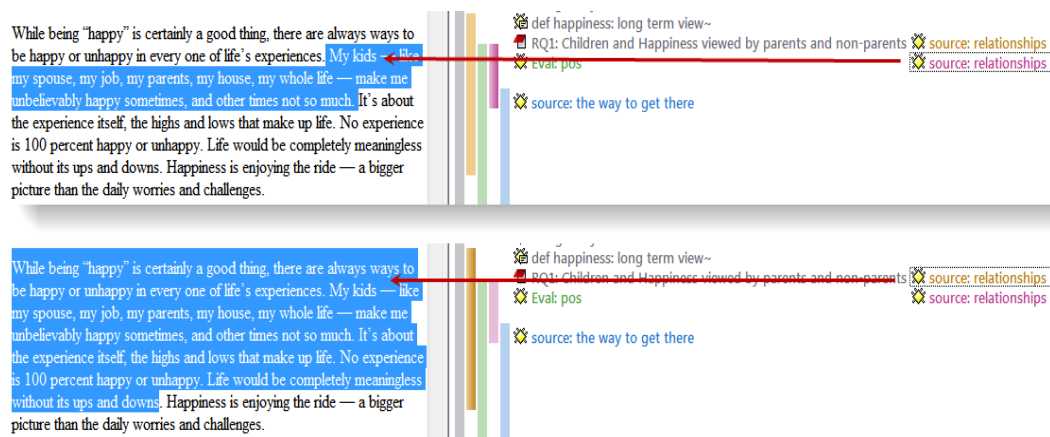 def happiness: long term view~
While being “happy” is certainly a good thing, there are always ways to
RQ1: Children and Happiness viewed by parents and non-parents source: relationships
be happy or unhappy in every one of life’s experiences. My kids — like
Eval: pos source: relationships
my spouse, my job, my parents, my house, my whole life — make me
unbelievably happy sometimes, and other times not so much. It’s about
source: the way to get there
the experience itself, the highs and lows that make up life. No experience
is 100 percent happy or unhappy. Life would be completely meaningless
without its ups and downs. Happiness is enjoying the ride — a bigger
picture than the daily worries and challenges.
def happiness: long term view~
While being “happy” is certainly a good thing, there are always ways to
RQ1: Children and Happiness viewed by parents and non-parents source: relationships
be happy or unhappy in every one of life’s experiences. My kids — like
Eval: pos source: relationships
my spouse, my job, my parents, my house, my whole life — make me
unbelievably happy sometimes, and other times not so much. It’s about
source: the way to get there
the experience itself, the highs and lows that make up life. No experience
is 100 percent happy or unhappy. Life would be completely meaningless
without its ups and downs. Happiness is enjoying the ride — a bigger
picture than the daily worries and challenges.